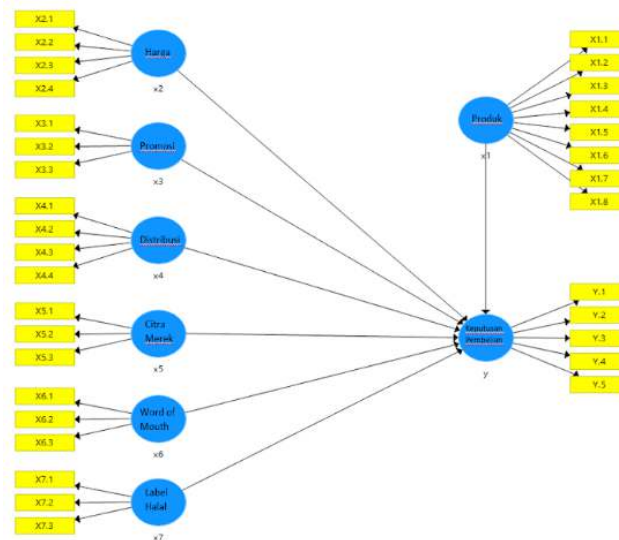 X2.1
X2.2
X2.3
X2.4
Harga
x2
X3.1
X3.2
X3.3
Promosi
x3
X4.1
X4.2
X4.3
X4.4
Distribusi
x4
X5.1
X5.2
X5.3
Citra
Merek
x5
X6.1
X6.2
X6.3
Word of
Mouth
x6
X7.1
X7.2
X7.3
Label
Halal
x7
Produk
x1
X1.1
X1.2
X1.3
X1.4
X1.5
X1.6
X1.7
X1.8
Keputusan
Pembelian
y
Y.1
Y.2
Y.3
Y.4
Y.5